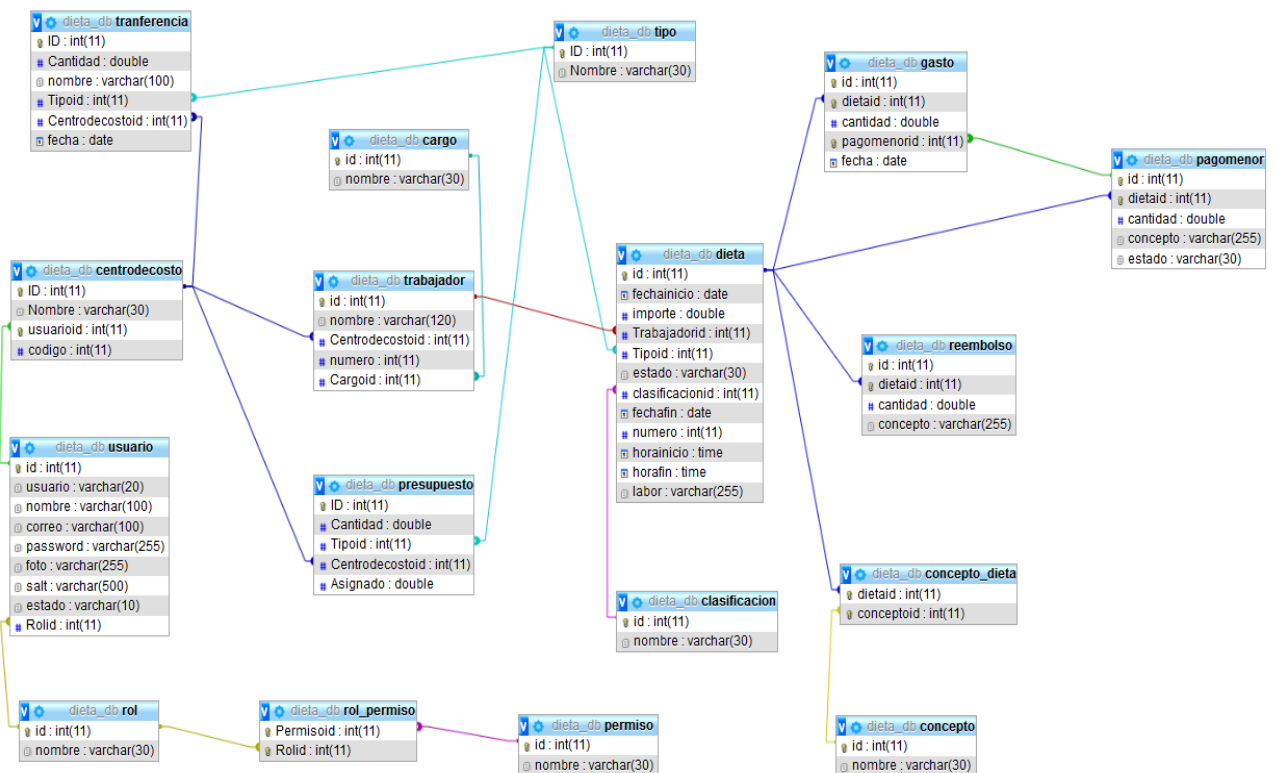 dieta_db tranferencia
ID : int(11)
# Cantidad : double
nombre : varchar(100)
# Tipoid : int(11)
# Centrodecostoid : int(11)
fecha : date
dieta_db tipo
ID : int(11)
Nombre : varchar(30)
dieta_db gasto
id : int(11)
dietaid : int(11)
# cantidad : double
pagomenorid : int(11)
fecha : date
dieta_db cargo
id : int(11)
nombre : varchar(30)
dieta_db pagomenor
id : int(11)
dietaid : int(11)
# cantidad : double
concepto : varchar(255)
estado : varchar(30)
dieta_db centrodecosto
ID : int(11)
Nombre : varchar(30)
usuarioid : int(11)
# codigo : int(11)
dieta_db trabajador
id : int(11)
nombre : varchar(120)
# Centrodecostoid : int(11)
# numero : int(11)
# Cargoid : int(11)
dieta_db dieta
id : int(11)
fechainicio : date
# importe : double
# Trabajadorid : int(11)
# Tipoid : int(11)
estado : varchar(30)
# clasificacionid : int(11)
fechafin : date
# numero : int(11)
horainicio : time
horafin : time
labor : varchar(255)
dieta_db reembolso
id : int(11)
dietaid : int(11)
# cantidad : double
concepto : varchar(255)
dieta_db usuario
id : int(11)
usuario : varchar(20)
nombre : varchar(100)
correo : varchar(100)
password : varchar(255)
foto : varchar(255)
salt : varchar(500)
estado : varchar(10)
# Rolid : int(11)
dieta_db presupuesto
ID : int(11)
# Cantidad : double
# Tipoid : int(11)
# Centrodecostoid : int(11)
# Asignado : double
dieta_db clasificacion
id : int(11)
nombre : varchar(30)
dieta_db concepto_dieta
dietaid : int(11)
conceptoid : int(11)
dieta_db rol
id : int(11)
nombre : varchar(30)
dieta_db rol_permiso
Permisoid : int(11)
Rolid : int(11)
dieta_db permiso
id : int(11)
nombre : varchar(30)
dieta_db concepto
id : int(11)
nombre : varchar(30)